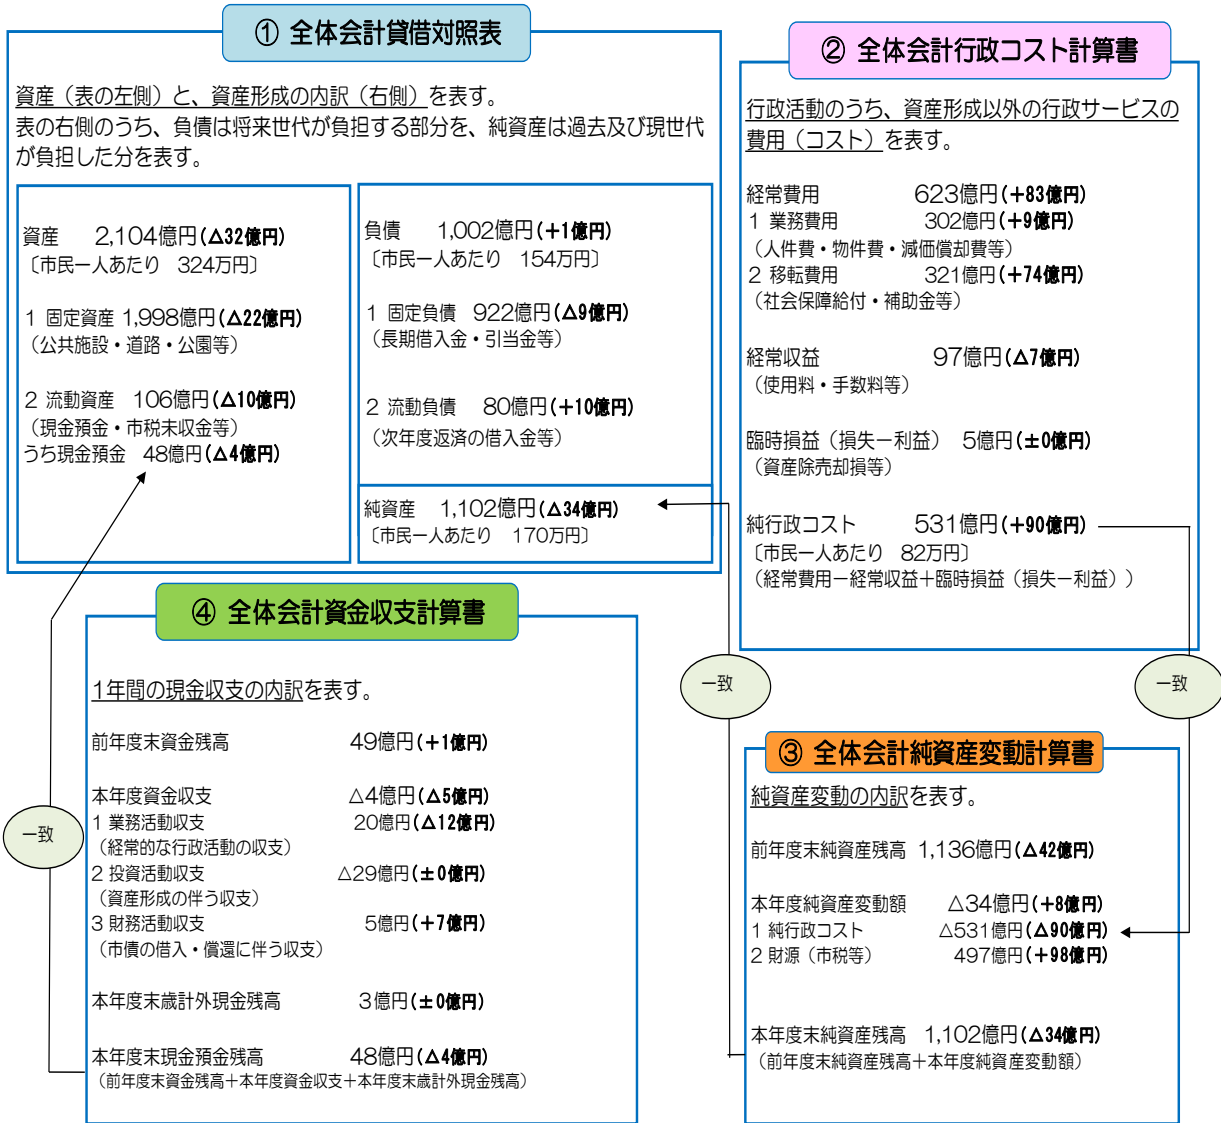 ① 全体会計貸借対照表
資産（表の左側）と、資産形成の内訳（右側）を表す。
表の右側のうち、負債は将来世代が負担する部分を、純資産は過去及び現世代
が負担した分を表す。
資産 2,104億円(△32億円)
〔市民一人あたり 324万円〕
1 固定資産 1,998億円(△22億円)
（公共施設・道路・公園等）
2 流動資産 106億円(△10億円)
（現金預金・市税未収金等）
うち現金預金 48億円(△4億円)
負債 1,002億円(+1億円)
〔市民一人あたり 154万円〕
1 固定負債 922億円(△9億円)
（長期借入金・引当金等）
2 流動負債 80億円(+10億円)
（次年度返済の借入金等）
純資産 1,102億円(△34億円)
〔市民一人あたり 170万円〕
② 全体会計行政コスト計算書
行政活動のうち、資産形成以外の行政サービスの
費用（コスト）を表す。
経常費用 623億円(+83億円)
1 業務費用 302億円(+9億円)
（人件費・物件費・減価償却費等）
2 移転費用 321億円(+74億円)
（社会保障給付・補助金等）
経常収益 97億円(△7億円)
（使用料・手数料等）
臨時損益（損失ー利益） 5億円(±0億円)
（資産除売却損等）
純行政コスト 531億円(+90億円)
〔市民一人あたり 82万円〕
（経常費用ー経常収益＋臨時損益（損失ー利益））
④ 全体会計資金収支計算書
1年間の現金収支の内訳を表す。
前年度末資金残高 49億円(+1億円)
本年度資金収支 △4億円(△5億円)
1 業務活動収支 20億円(△12億円)
（経常的な行政活動の収支）
2 投資活動収支 △29億円(±0億円)
（資産形成の伴う収支）
3 財務活動収支 5億円(+7億円)
（市債の借入・償還に伴う収支）
本年度末歳計外現金残高 3億円(±0億円)
本年度末現金預金残高 48億円(△4億円)
（前年度末資金残高＋本年度資金収支＋本年度末歳計外現金残高）
一致
一致
一致
③ 全体会計純資産変動計算書
純資産変動の内訳を表す。
前年度末純資産残高 1,136億円(△42億円)
本年度純資産変動額 △34億円(+8億円)
1 純行政コスト △531億円(△90億円)
2 財源（市税等） 497億円(+98億円)
本年度末純資産残高 1,102億円(△34億円)
（前年度末純資産残高＋本年度純資産変動額）